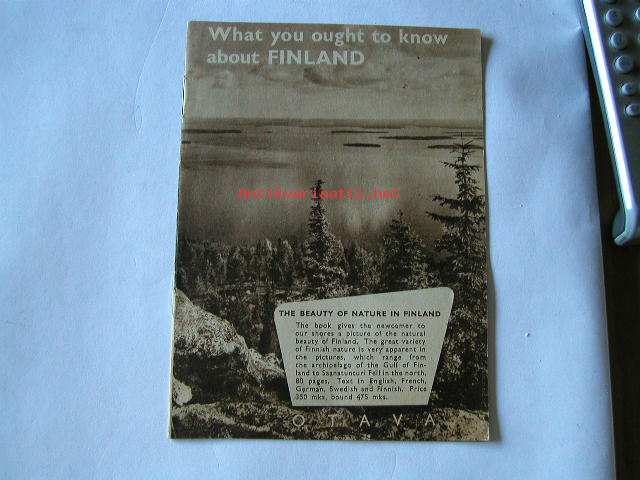 What you ought to know
about FINLAND
Antikvariootti.net
THE BEAUTY OF NATURE IN FINLAND
The book gives the newcomer to
our shores a picture of the natural
beauty of Finland. The great variety
of Finnish nature is very apparent in
the pictures, which range from
the archipelago of the Gulf of Fin-
land to Saanatunturi Fell in the north.
80 pages. Text in English, French,
German, Swedish and Finnish. Price
350 mks, bound 475 mks.
OTAVA